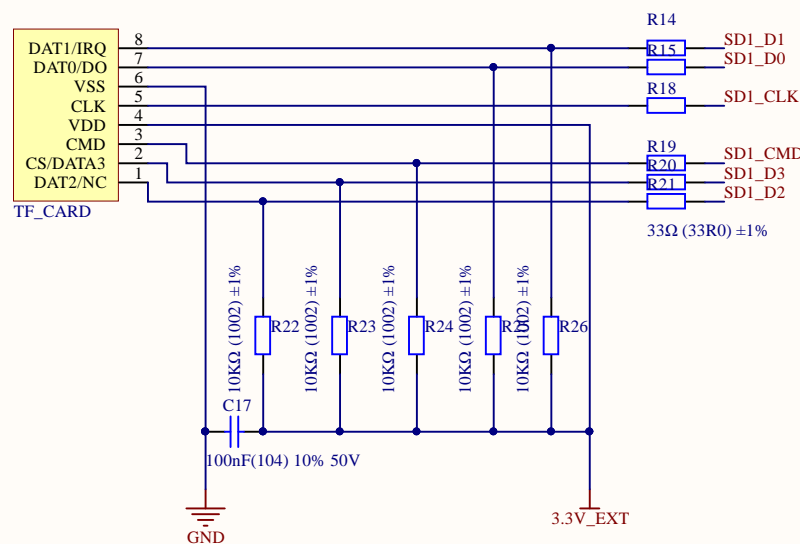 R14
DAT1/IRQ 8 SD1_D1
R15
DAT0/DO 7 SD1_D0
VSS 6
R18
CLK 5 SD1_CLK
VDD 4
R19
CMD 3 SD1_CMD
R20
CS/DATA3 2 SD1_D3
R21
DAT2/NC 1 SD1_D2
TF_CARD
33Ω (33R0) ±1%
10KΩ (1002) ±1%
R22
10KΩ (1002) ±1%
R23
10KΩ (1002) ±1%
R24
10KΩ (1002) ±1%
R25
10KΩ (1002) ±1%
R26
C17
100nF(104) 10% 50V
GND
3.3V_EXT